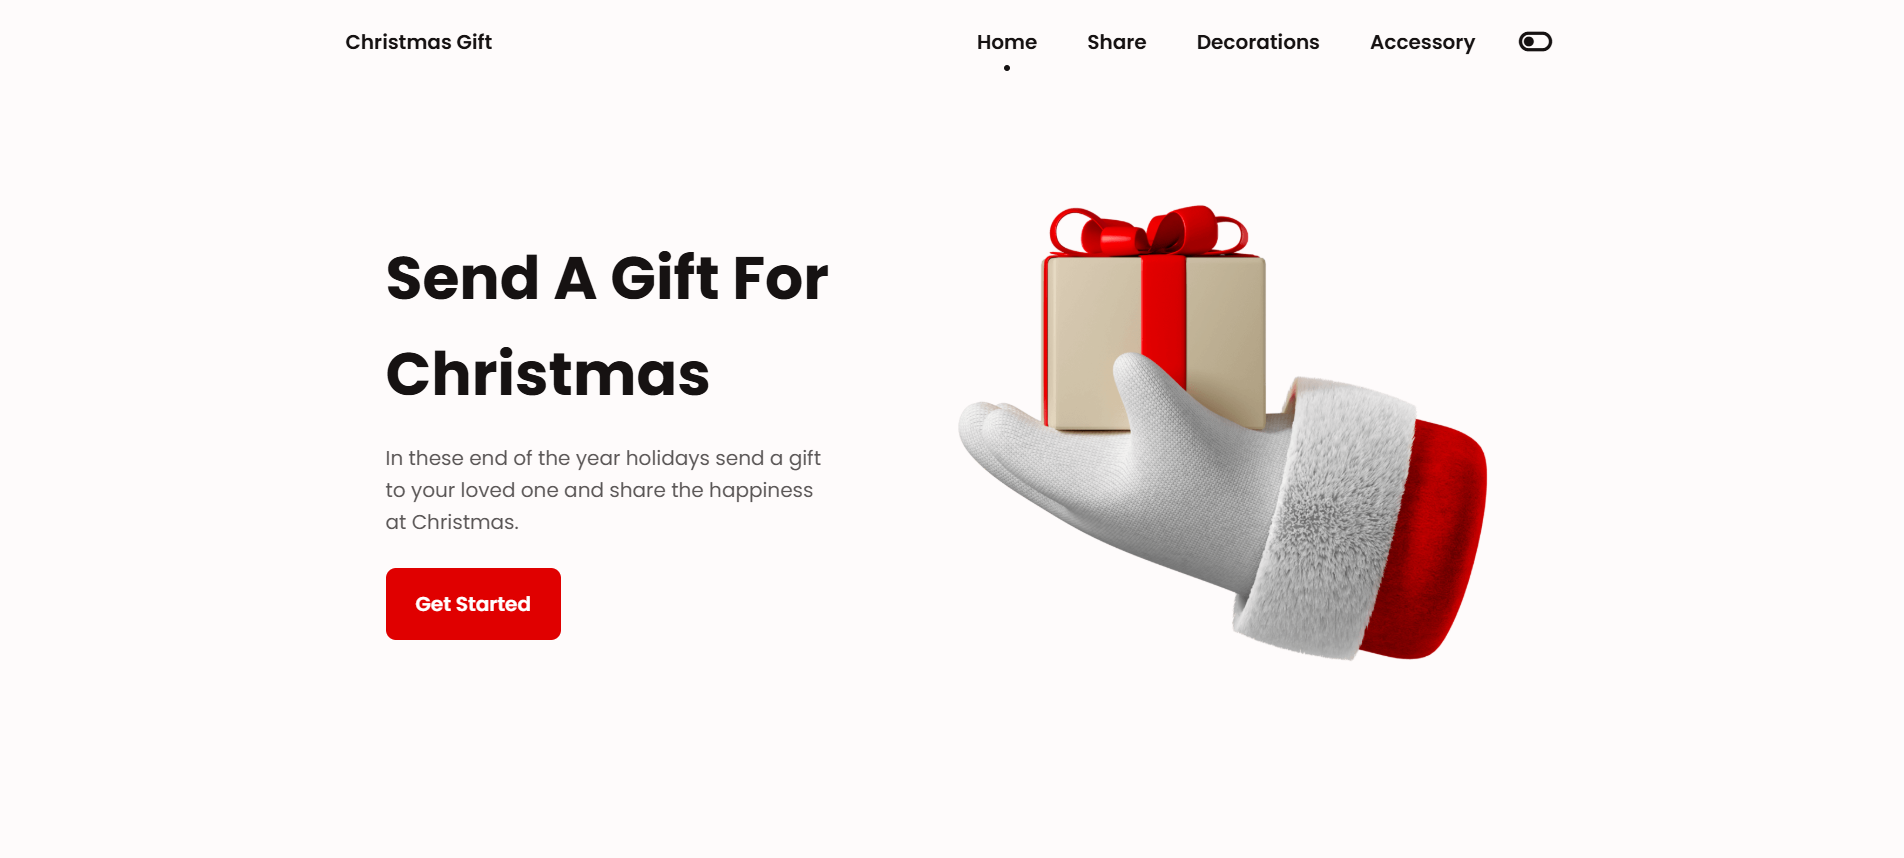 Christmas Gift
Home
Share
Decorations
Accessory
Send A Gift For
Christmas
In these end of the year holidays send a gift
to your loved one and share the happiness
at Christmas.
Get Started